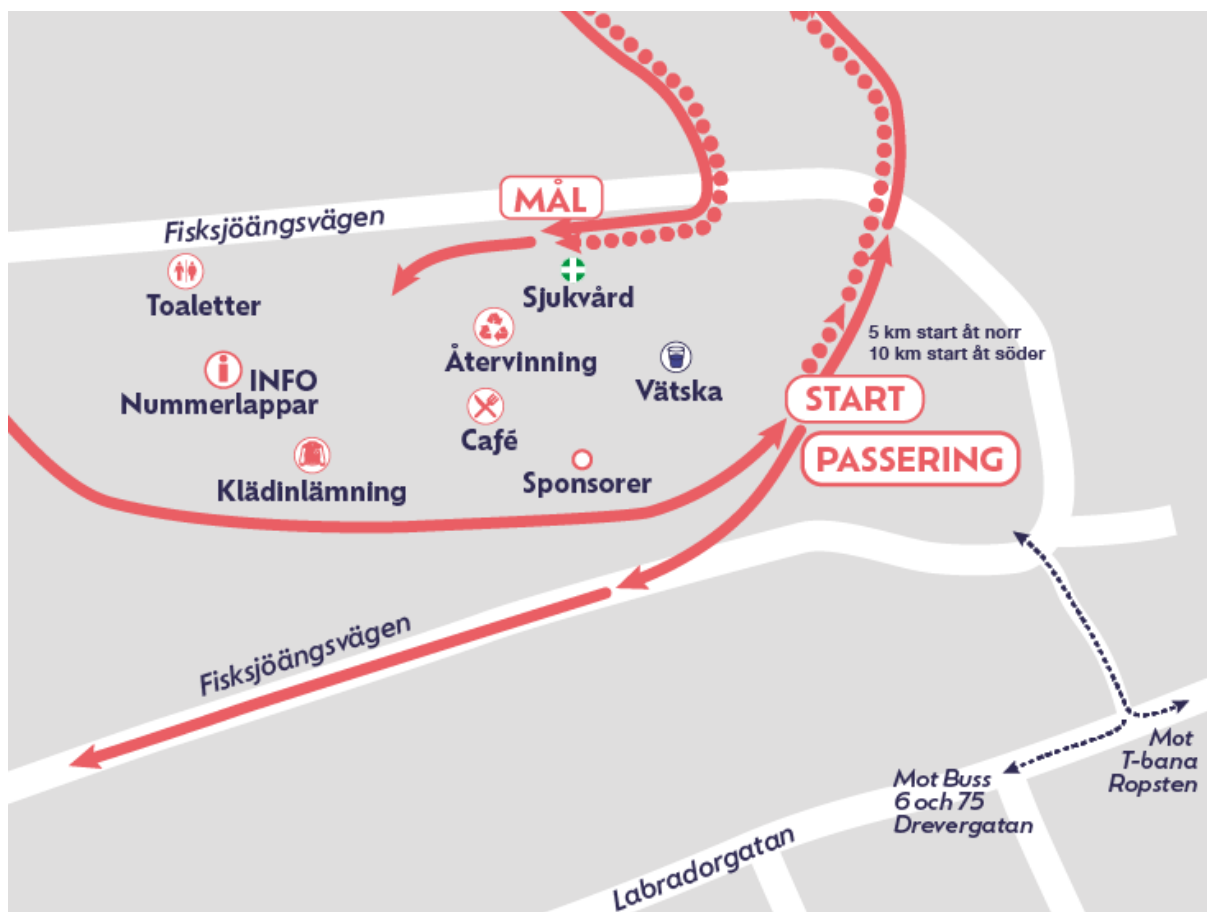 MÅL
Fisksjöängsvägen
Toaletter
Sjukvård
5 km start åt norr
10 km start åt söder
Återvinning
INFO
Nummerlappar
Vätska
START
Café
PASSERING
Klädinlämning
Sponsorer
Fisksjöängsvägen
Mot
T-bana
Ropsten
Mot Buss
6 och 75
Drevergatan
Labradorgatan